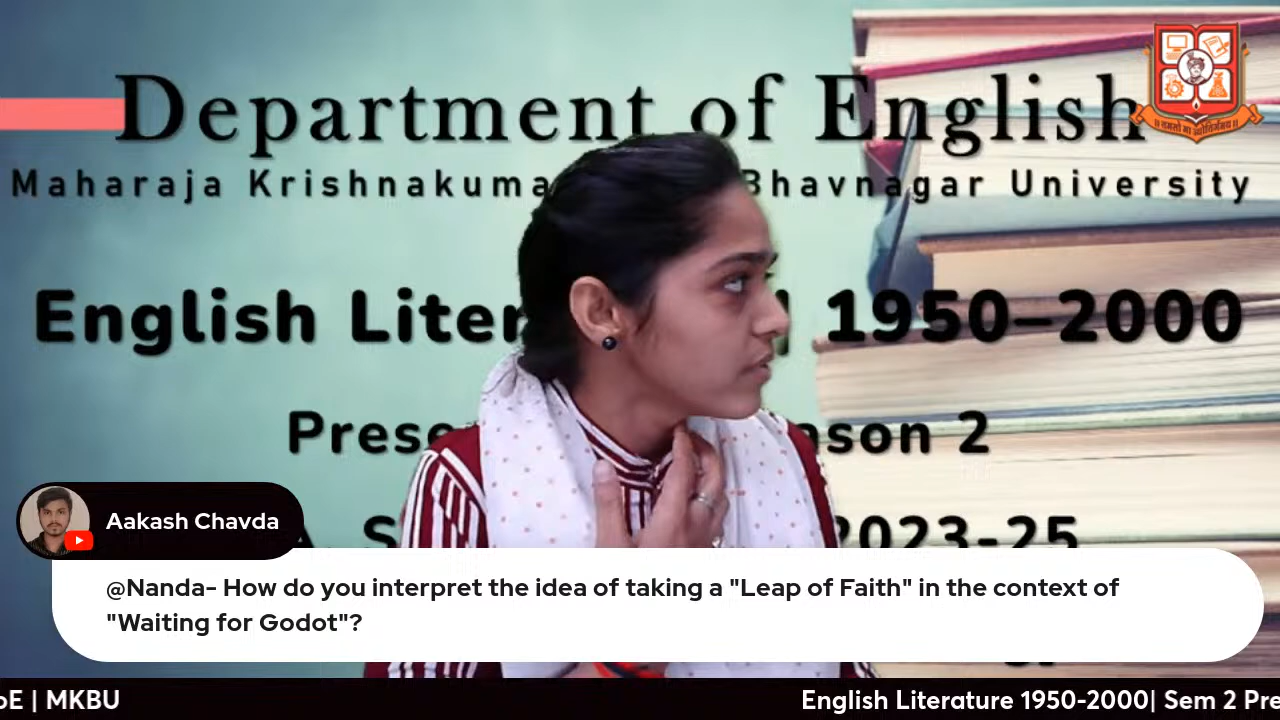 Department of English
Maharaja Krishnakuma Bhavnagar University
English Liter 1950–2000
Prese ason 2
A. S 2023-25
Aakash Chavda
@Nanda- How do you interpret the idea of taking a "Leap of Faith" in the context of
"Waiting for Godot"?
oE | MKBU
English Literature 1950-2000| Sem 2 Pre